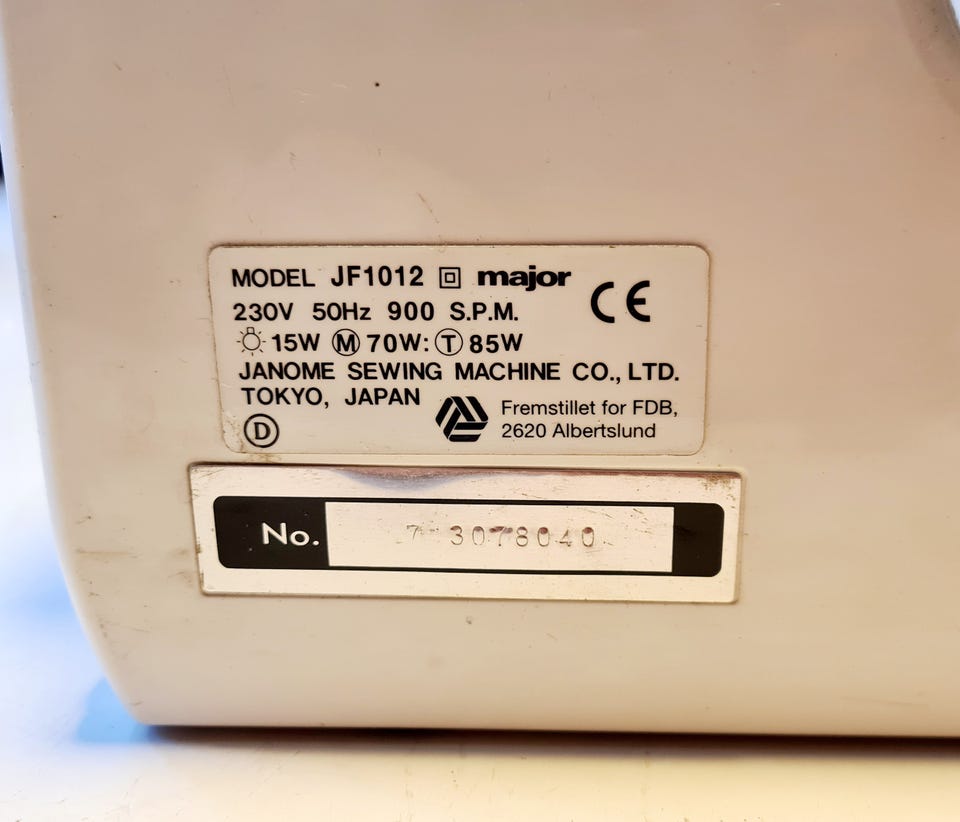 MODEL JF1012 major
230V 50Hz 900 S.P.M. CE
15W M 70W: T 85W
JANOME SEWING MACHINE CO., LTD.
TOKYO, JAPAN
Fremstillet for FDB,
2620 Albertslund
D
No. 7 3078040